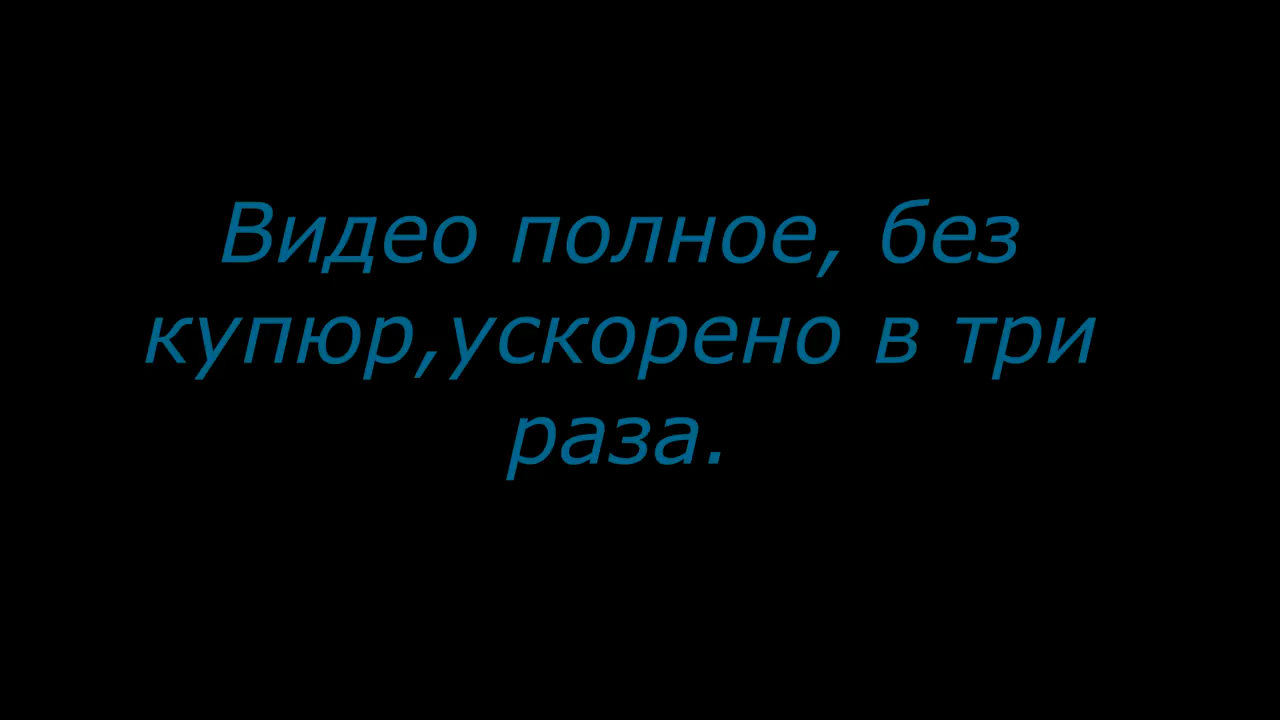 Видео полное, без
купюр,ускорено в три
раза.